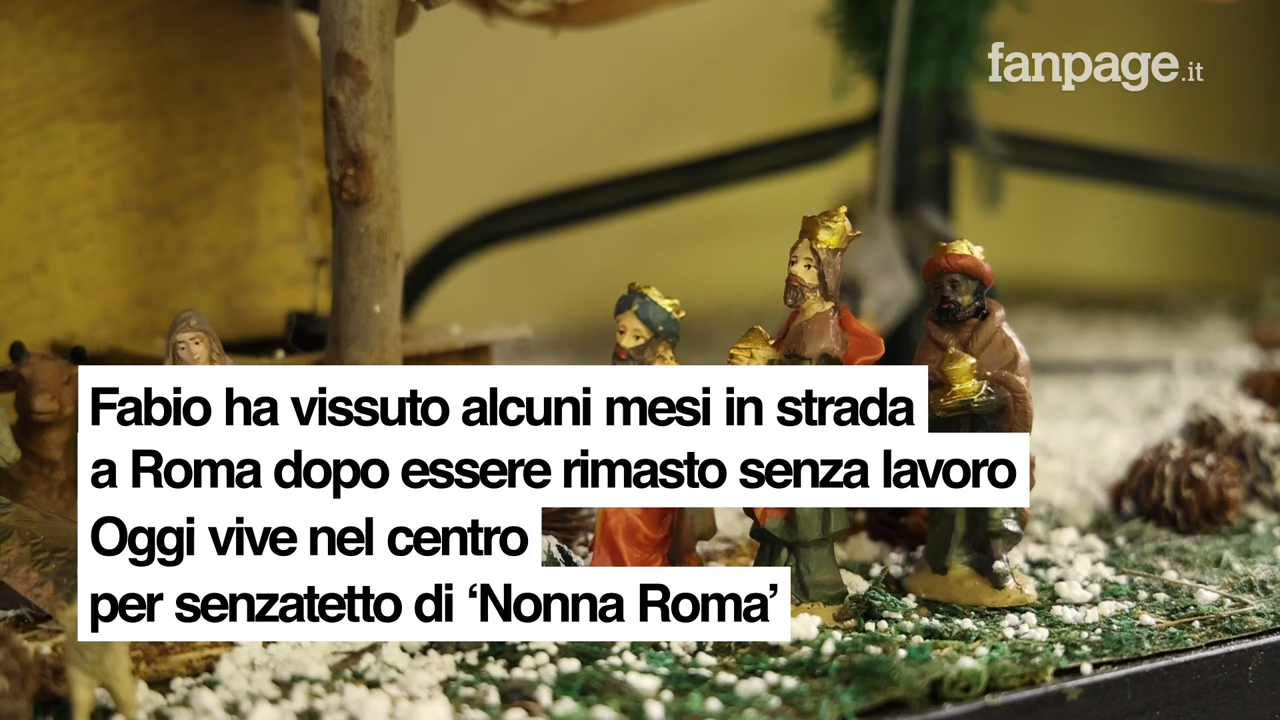 fanpage.it
Fabio ha vissuto alcuni mesi in strada
a Roma dopo essere rimasto senza lavoro
Oggi vive nel centro
per senzatetto di ‘Nonna Roma’